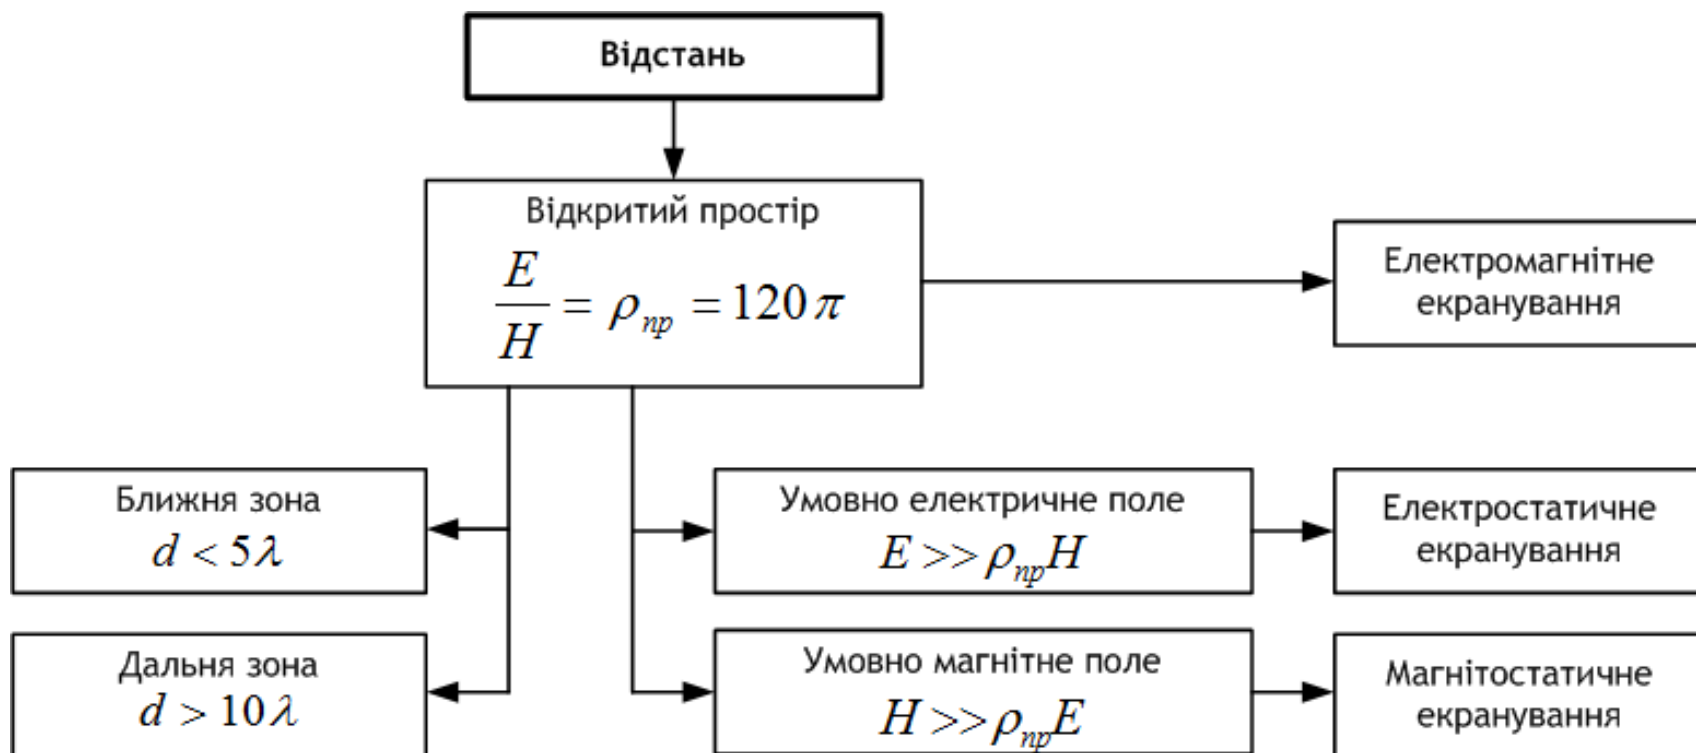 Відстань
Відкритий простір
E/H = ρпр = 120 π
Електромагнітне
екранування
Ближня зона
d < 5λ
Умовно електричне поле
E >> ρпрH
Електростатичне
екранування
Дальня зона
d > 10λ
Умовно магнітне поле
H >> ρпрE
Магнітостатичне
екранування